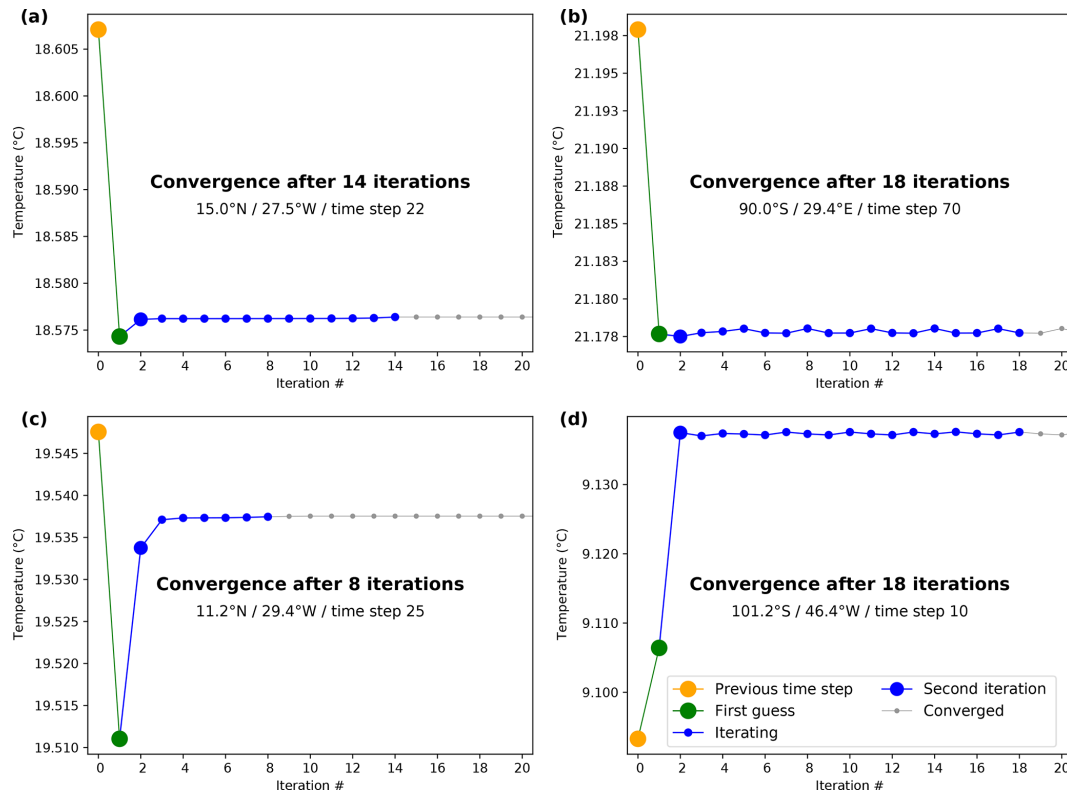 (a)
18.605
18.600
18.595
18.590
18.585
18.580
18.575
Temperature (°C)
Convergence after 14 iterations
15.0°N / 27.5°W / time step 22
0 2 4 6 8 10 12 14 16 18 20
Iteration #
(b)
21.198
21.195
21.193
21.190
21.188
21.185
21.183
21.180
21.178
Temperature (°C)
Convergence after 18 iterations
90.0°S / 29.4°E / time step 70
0 2 4 6 8 10 12 14 16 18 20
Iteration #
(c)
19.545
19.540
19.535
19.530
19.525
19.520
19.515
19.510
Temperature (°C)
Convergence after 8 iterations
11.2°N / 29.4°W / time step 25
0 2 4 6 8 10 12 14 16 18 20
Iteration #
(d)
9.130
9.120
9.110
9.100
Temperature (°C)
Convergence after 18 iterations
101.2°S / 46.4°W / time step 10
Previous time step
First guess
Iterating
Second iteration
Converged
0 2 4 6 8 10 12 14 16 18 20
Iteration #